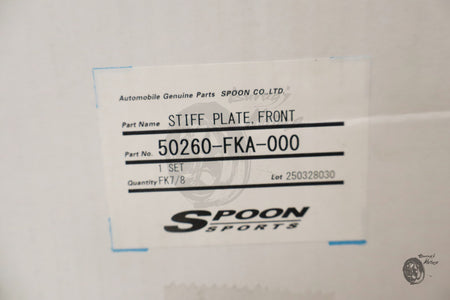 Automobile Genuine Parts SPOON CO.,LTD.
Part Name STIFF PLATE,FRONT
Part No. 50260-FKA-000
1 SET
Quantity FK7/8 Lot 250328030
SPOON
SPORTS